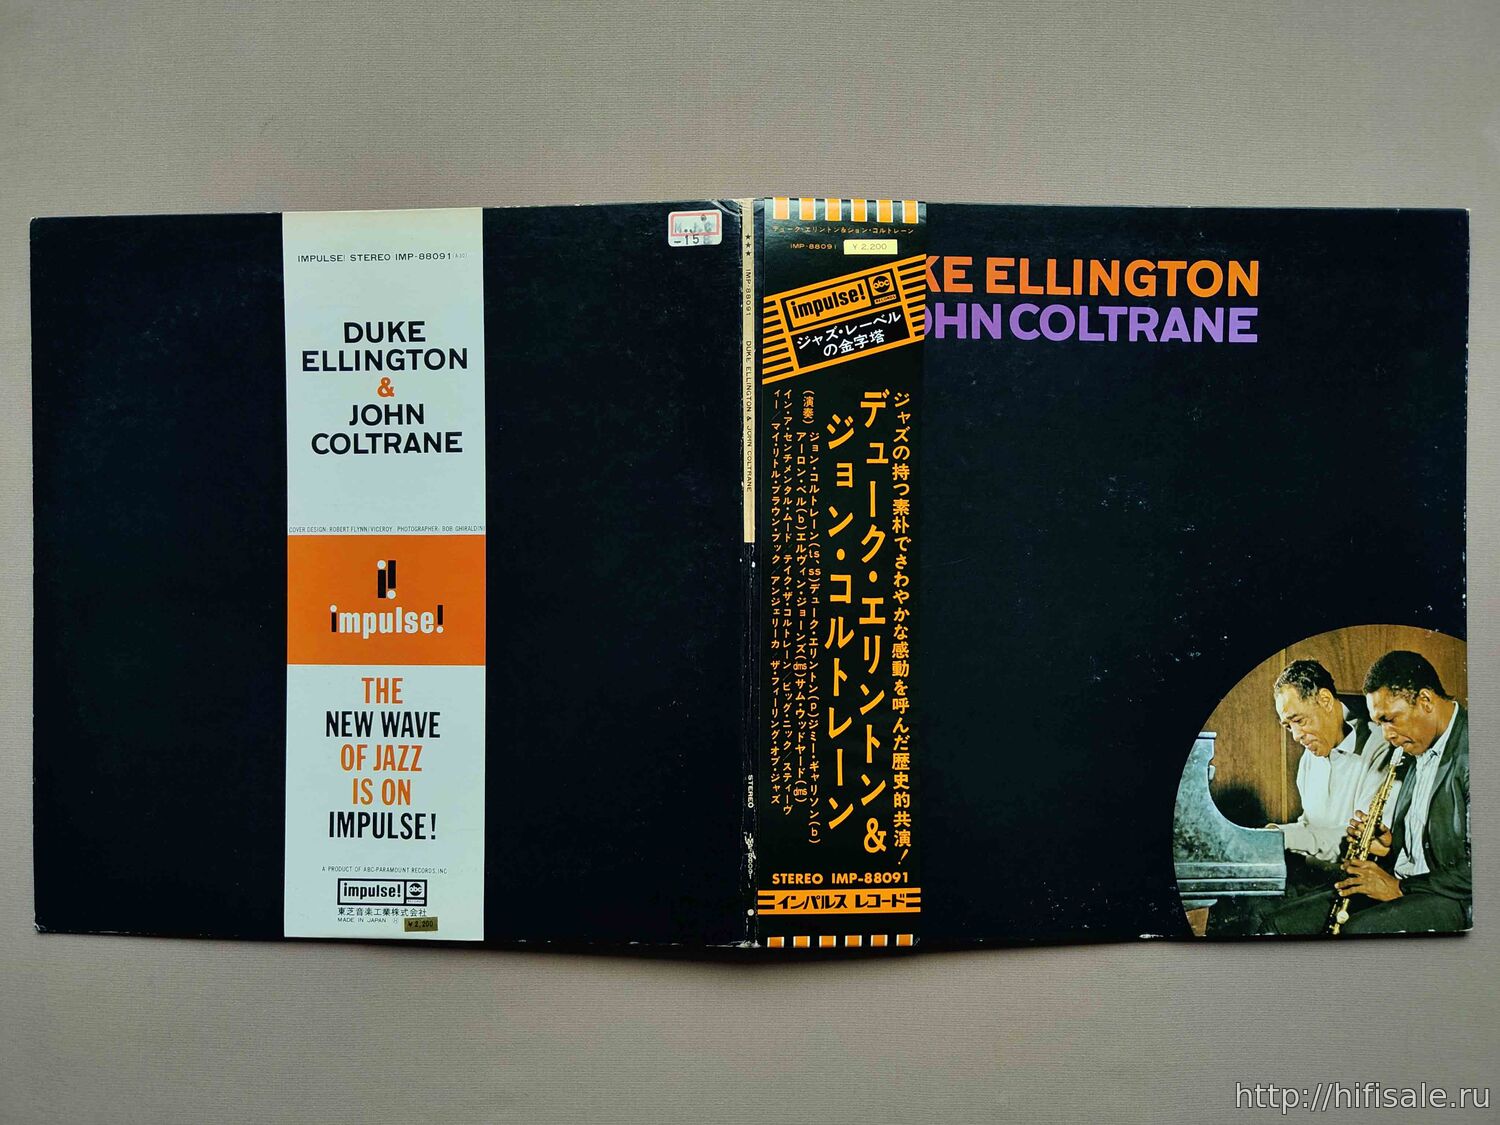 IMPULSE! STEREO IMP-88091
DUKE
ELLINGTON
&
JOHN
COLTRANE
COVER DESIGN: ROBERT FLYNN/VICEROY PHOTOGRAPHER: BOB GHIRALDINI
impulse!
THE
NEW WAVE
OF JAZZ
IS ON
IMPULSE!
A PRODUCT OF ABC-PARAMOUNT RECORDS, INC
impulse! abc
RECORDS
東芝音楽工業株式会社
MADE IN JAPAN
¥2,200
M.J.C
-15
★★★
IMP-88091
DUKE ELLINGTON & JOHN COLTRANE
STEREO
IMP-88091
デューク・エリントン&ジョン・コルトレーン
IMP-88091 ¥2,200
impulse! abc
RECORDS
ジャズ・レーベル
の金字塔
ジャズの持つ素朴でさわやかな感動を呼んだ歴史的共演!
デューク・エリントン&
ジョン・コルトレーン
(演奏)ジョン・コルトレーン(ts、ss)デューク・エリントン(p)ジミー・ギャリソン(b)
アーロン・ベル(b)エルヴィン・ジョーンズ(dms)サム・ウッドヤード(dms)
イン・ア・センチメンタル・ムード/テイク・ザ・コルトレーン/ビッグ・ニック/スティーヴ
ィー/マイ・リトル・ブラウン・ブック/アンジェリーカ/ザ・フィーリング・オブ・ジャズ
STEREO IMP-88091
インパルス レコード
KE ELLINGTON
OHN COLTRANE
http://hifisale.ru